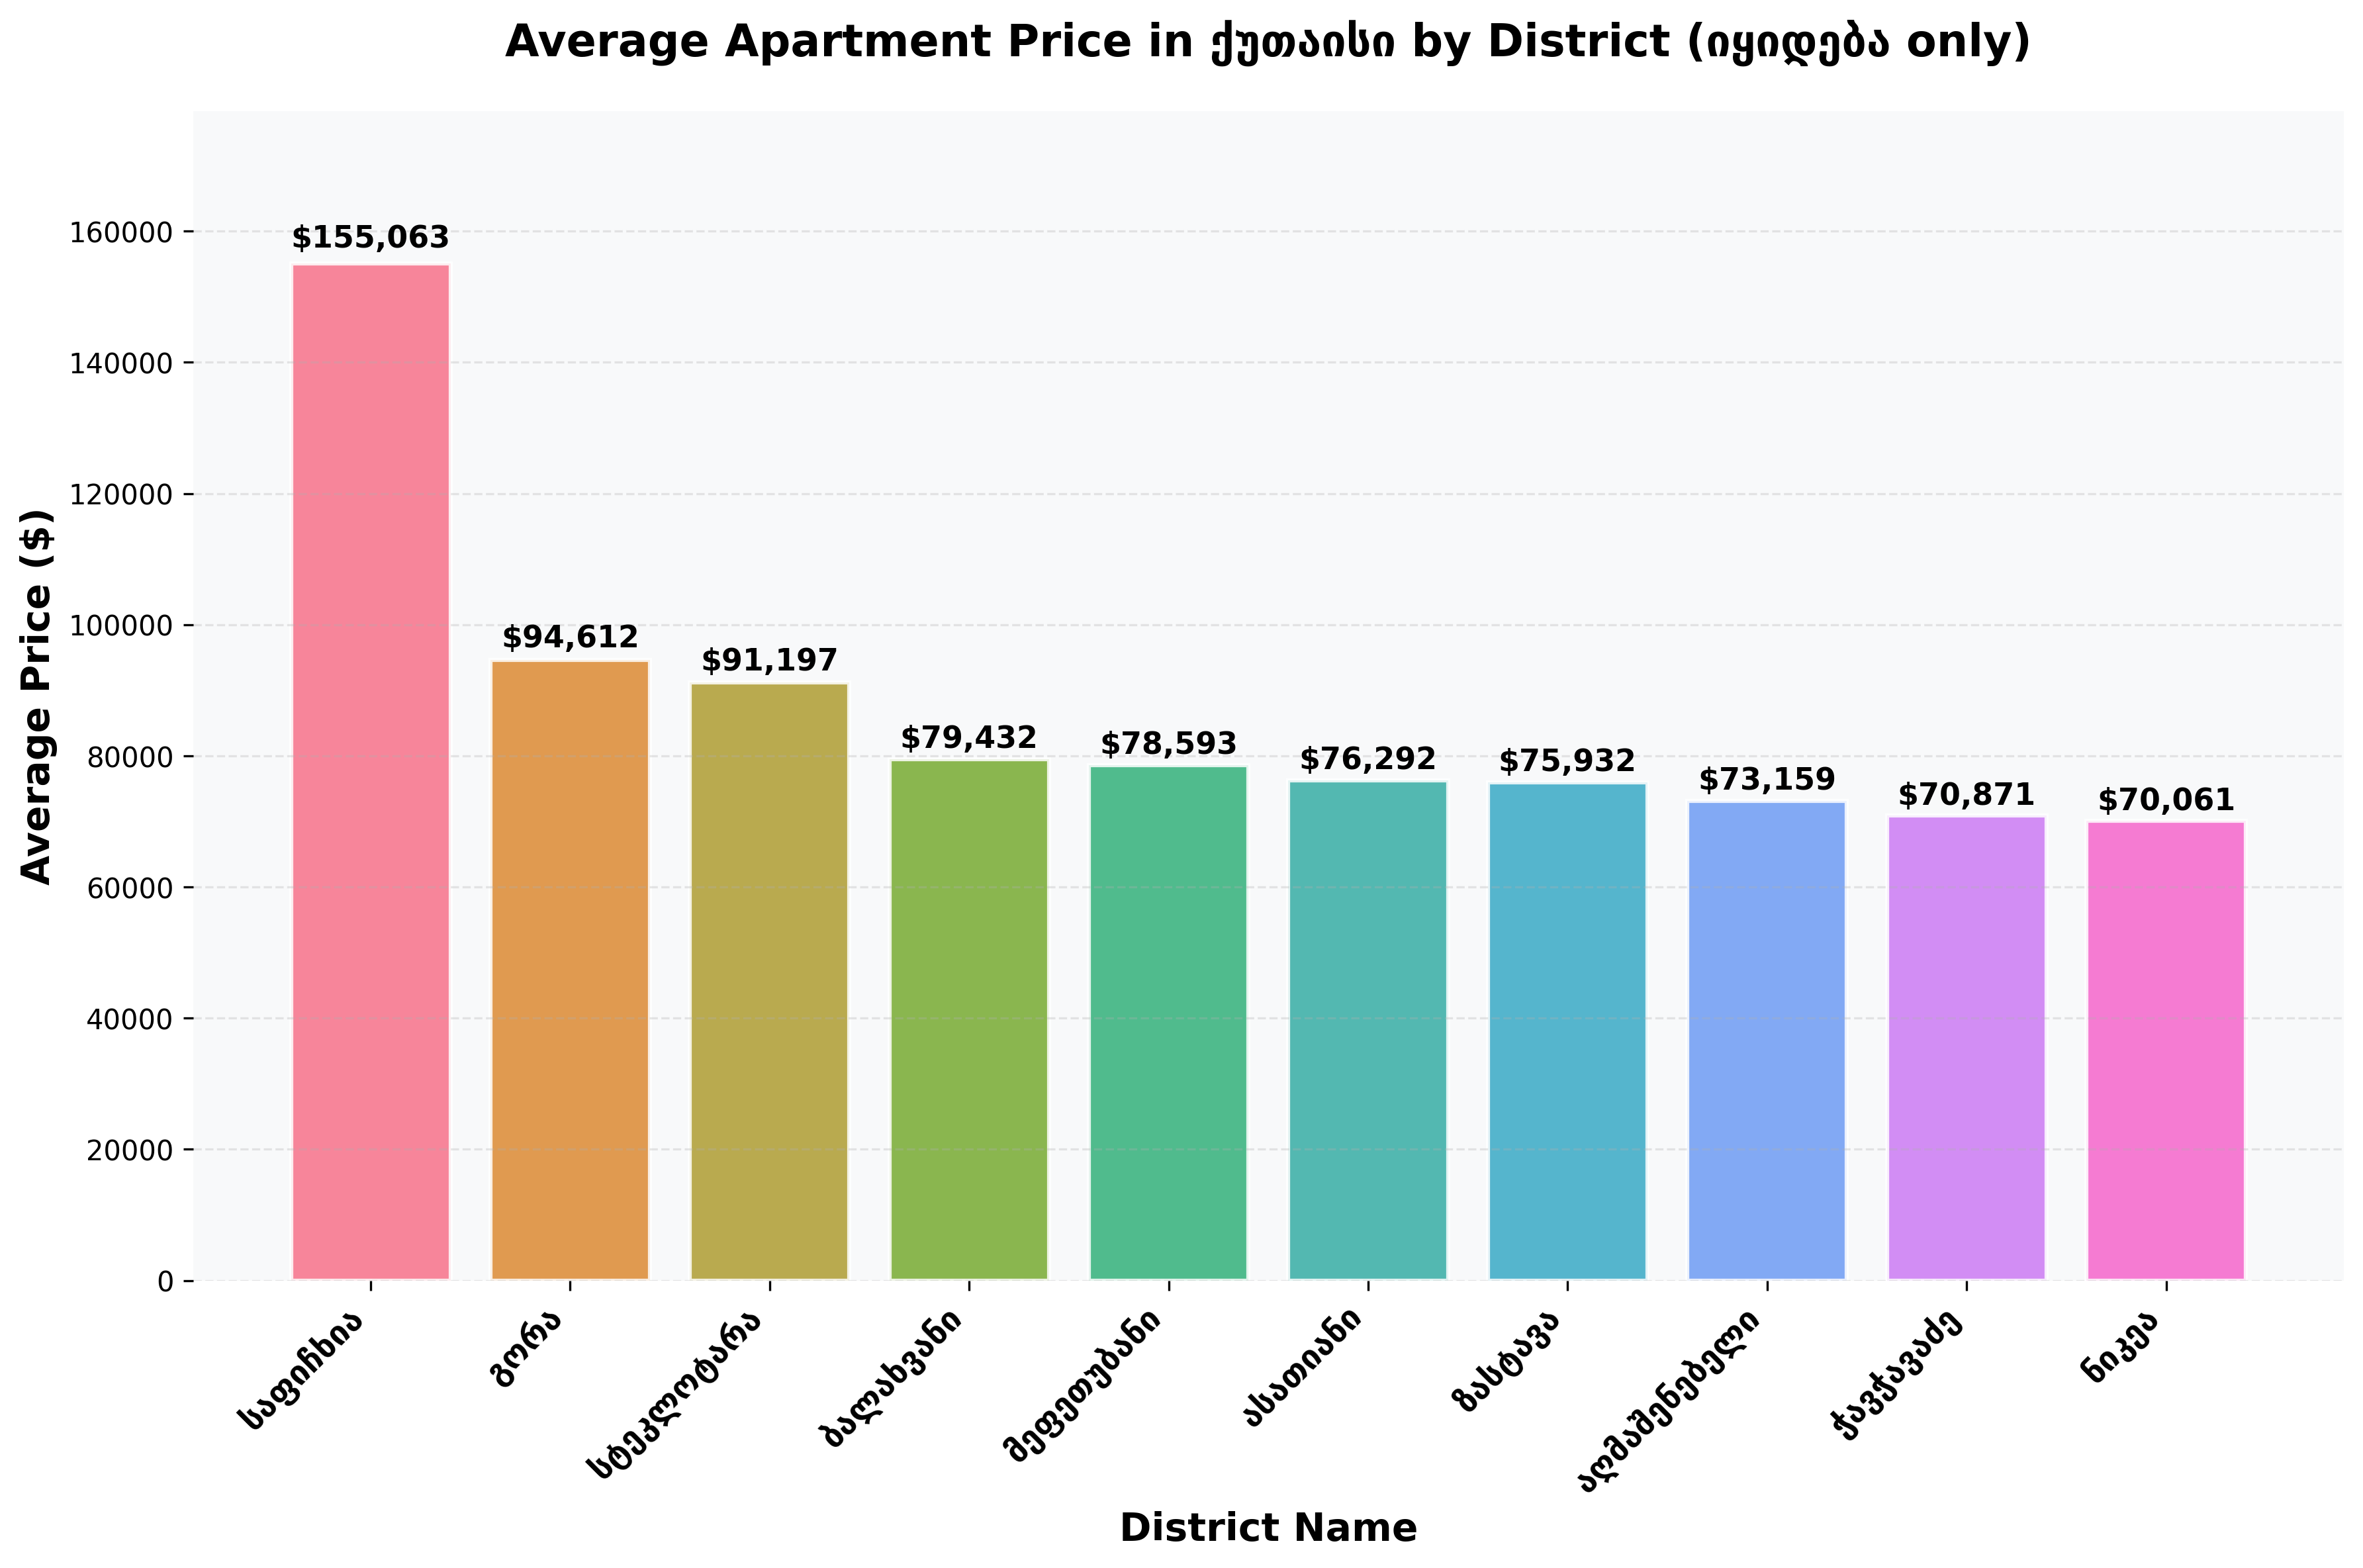 Average Apartment Price in ქუთაისი by District (იყიდება only)
Average Price ($)
160000
140000
120000
100000
80000
60000
40000
20000
0
$155,063
$94,612
$91,197
$79,432
$78,593
$76,292
$75,932
$73,159
$70,871
$70,061
საფიჩხია
გორა
სტეკლოტარა
ბალახვანი
მეფეთუბანი
ასათიანი
ზასტავა
აღმაშენებელი
ჭავჭავაძე
ნიკეა
District Name